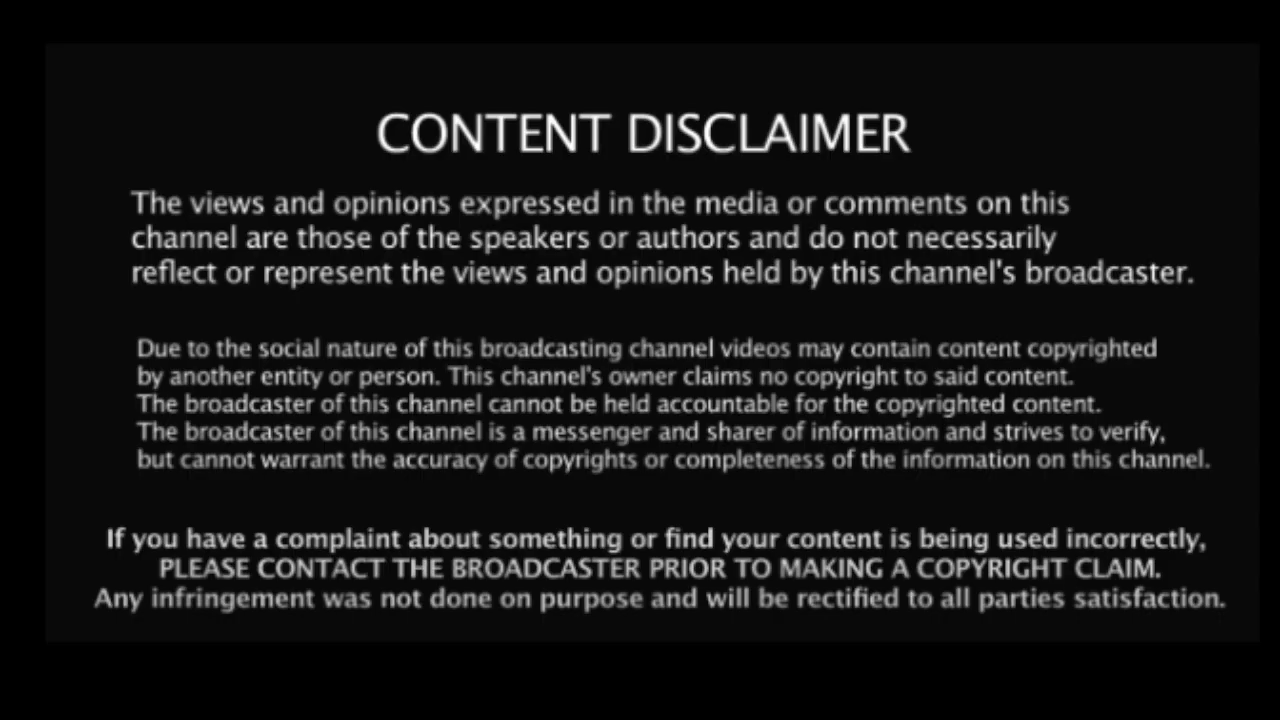 CONTENT DISCLAIMER
The views and opinions expressed in the media or comments on this
channel are those of the speakers or authors and do not necessarily
reflect or represent the views and opinions held by this channel's broadcaster.
Due to the social nature of this broadcasting channel videos may contain content copyrighted
by another entity or person. This channel's owner claims no copyright to said content.
The broadcaster of this channel cannot be held accountable for the copyrighted content.
The broadcaster of this channel is a messenger and sharer of information and strives to verify,
but cannot warrant the accuracy of copyrights or completeness of the information on this channel.
If you have a complaint about something or find your content is being used incorrectly,
PLEASE CONTACT THE BROADCASTER PRIOR TO MAKING A COPYRIGHT CLAIM.
Any infringement was not done on purpose and will be rectified to all parties satisfaction.